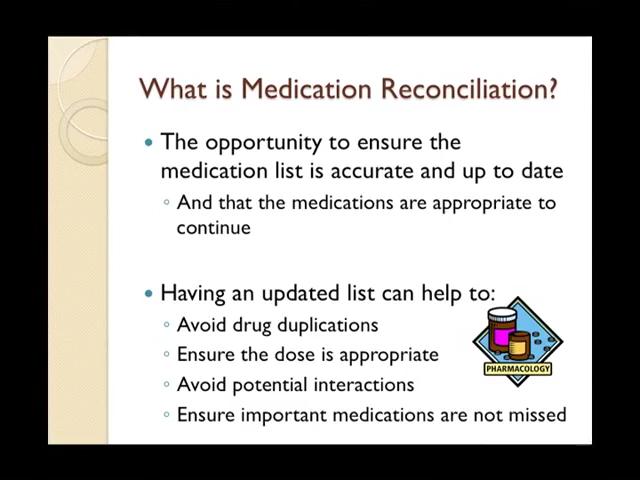 What is Medication Reconciliation?
• The opportunity to ensure the
medication list is accurate and up to date
◦ And that the medications are appropriate to
continue
• Having an updated list can help to:
◦ Avoid drug duplications
◦ Ensure the dose is appropriate
◦ Avoid potential interactions
◦ Ensure important medications are not missed
PHARMACOLOGY